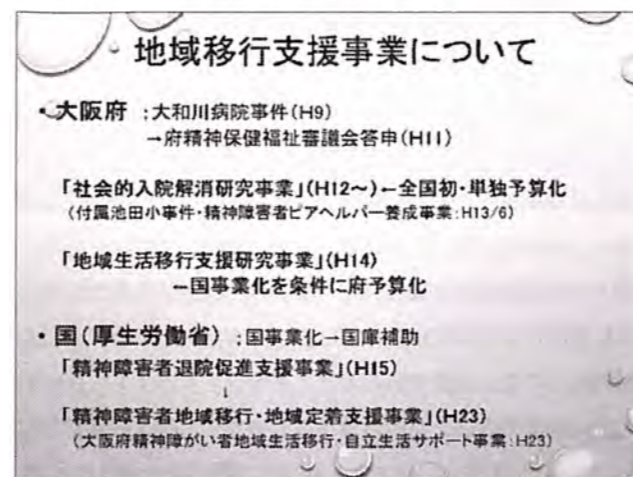 地域移行支援事業について
・大阪府 :大和川病院事件(H9)
→府精神保健福祉審議会答申(H11)
「社会的入院解消研究事業」(H12~)←全国初・単独予算化
(付属池田小事件・精神障害者ピアヘルパー養成事業:H13/6)
「地域生活移行支援研究事業」(H14)
←国事業化を条件に府予算化
・国(厚生労働省) :国事業化→国庫補助
「精神障害者退院促進支援事業」(H15)
↓
「精神障害者地域移行・地域定着支援事業」(H23)
(大阪府精神障がい者地域生活移行・自立生活サポート事業:H23)